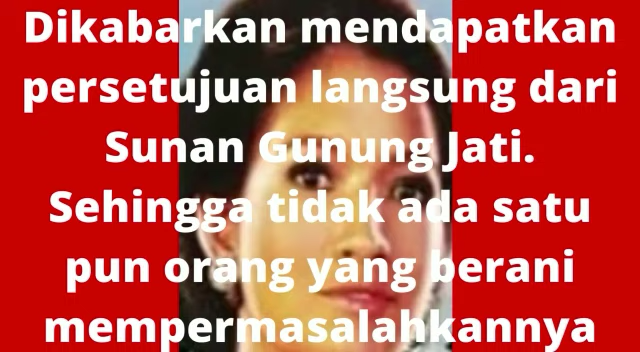 Dikabarkan mendapatkan
persetujuan langsung dari
Sunan Gunung Jati.
Sehingga tidak ada satu
pun orang yang berani
mempermasalahkannya